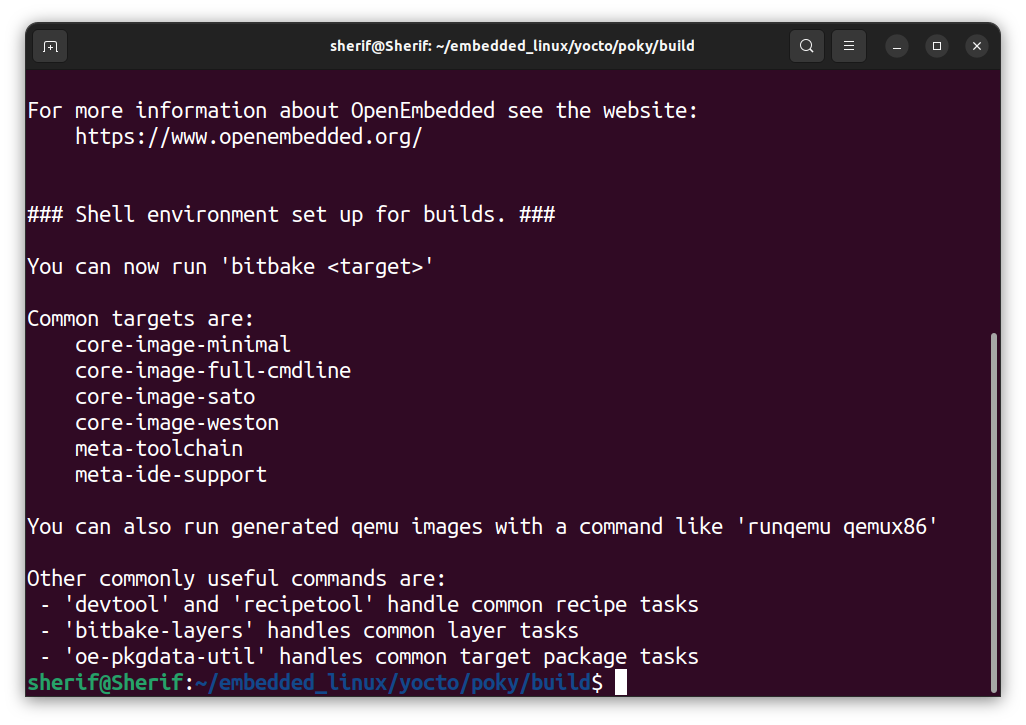 sherif@Sherif: ~/embedded_linux/yocto/poky/build
For more information about OpenEmbedded see the website:
    https://www.openembedded.org/
### Shell environment set up for builds. ###
You can now run 'bitbake <target>'
Common targets are:
    core-image-minimal
    core-image-full-cmdline
    core-image-sato
    core-image-weston
    meta-toolchain
    meta-ide-support
You can also run generated qemu images with a command like 'runqemu qemux86'
Other commonly useful commands are:
 - 'devtool' and 'recipetool' handle common recipe tasks
 - 'bitbake-layers' handles common layer tasks
 - 'oe-pkgdata-util' handles common target package tasks
sherif@Sherif:~/embedded_linux/yocto/poky/build$